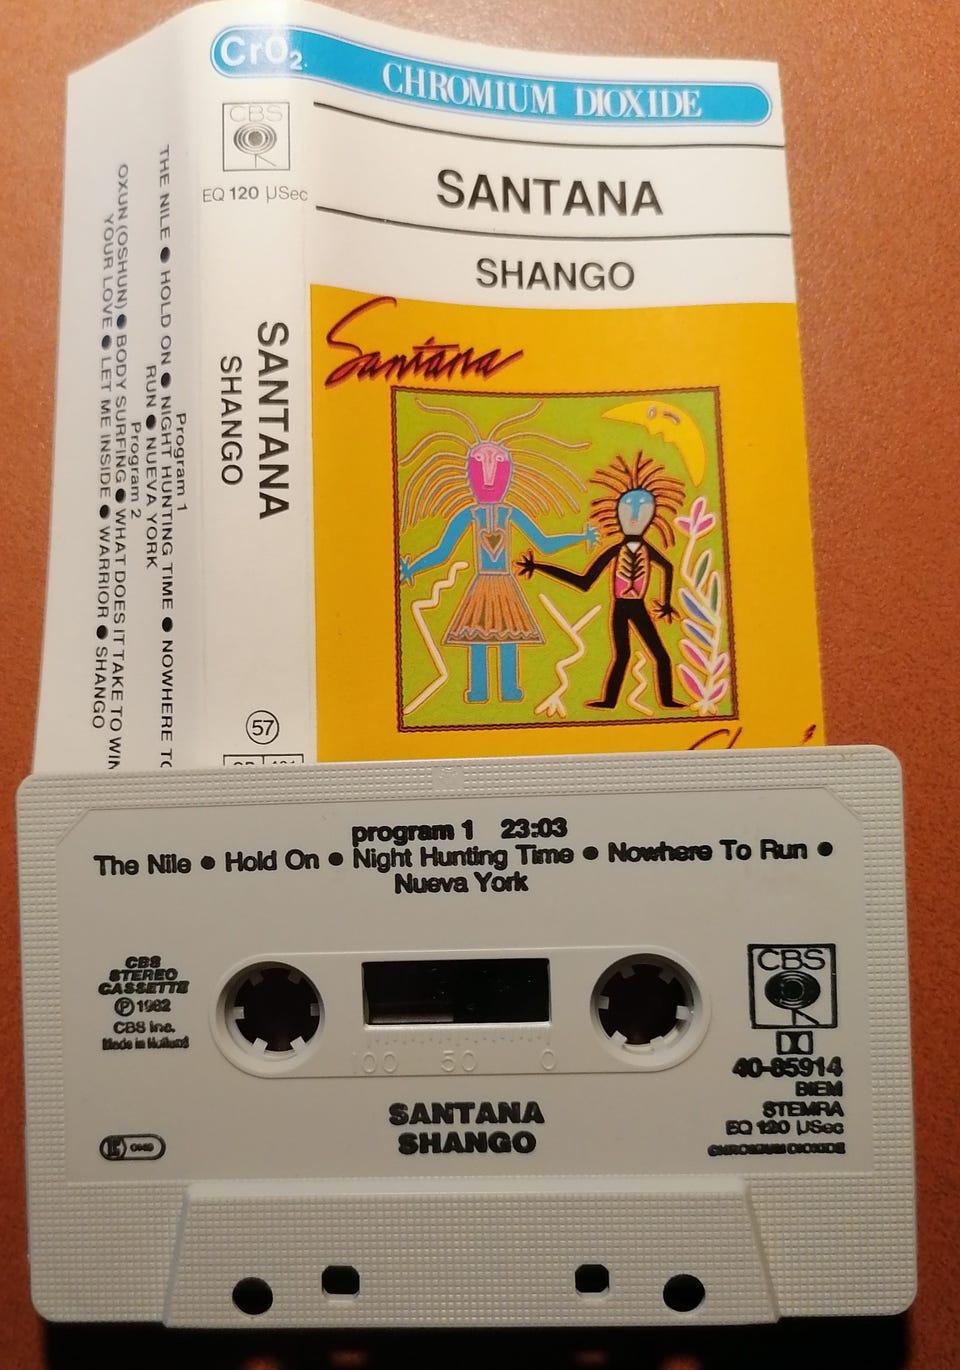 CrO2
CHROMIUM DIOXIDE
CBS
EQ 120 µSec
SANTANA
SHANGO
Santana
SANTANA
SHANGO
57
Program 1
THE NILE ● HOLD ON ● NIGHT HUNTING TIME ● NOWHERE TO
RUN ● NUEVA YORK
Program 2
OXUN (OSHUN) ● BODY SURFING ● WHAT DOES IT TAKE TO WIN
YOUR LOVE ● LET ME INSIDE ● WARRIOR ● SHANGO
program 1 23:03
The Nile ● Hold On ● Night Hunting Time ● Nowhere To Run ●
Nueva York
CBS
STEREO
CASSETTE
℗ 1982
CBS Inc.
Made in Holland
100 50 0
CBS
40-85914
BIEM
STEMRA
EQ 120 µSec
CHROMIUM DIOXIDE
SANTANA
SHANGO